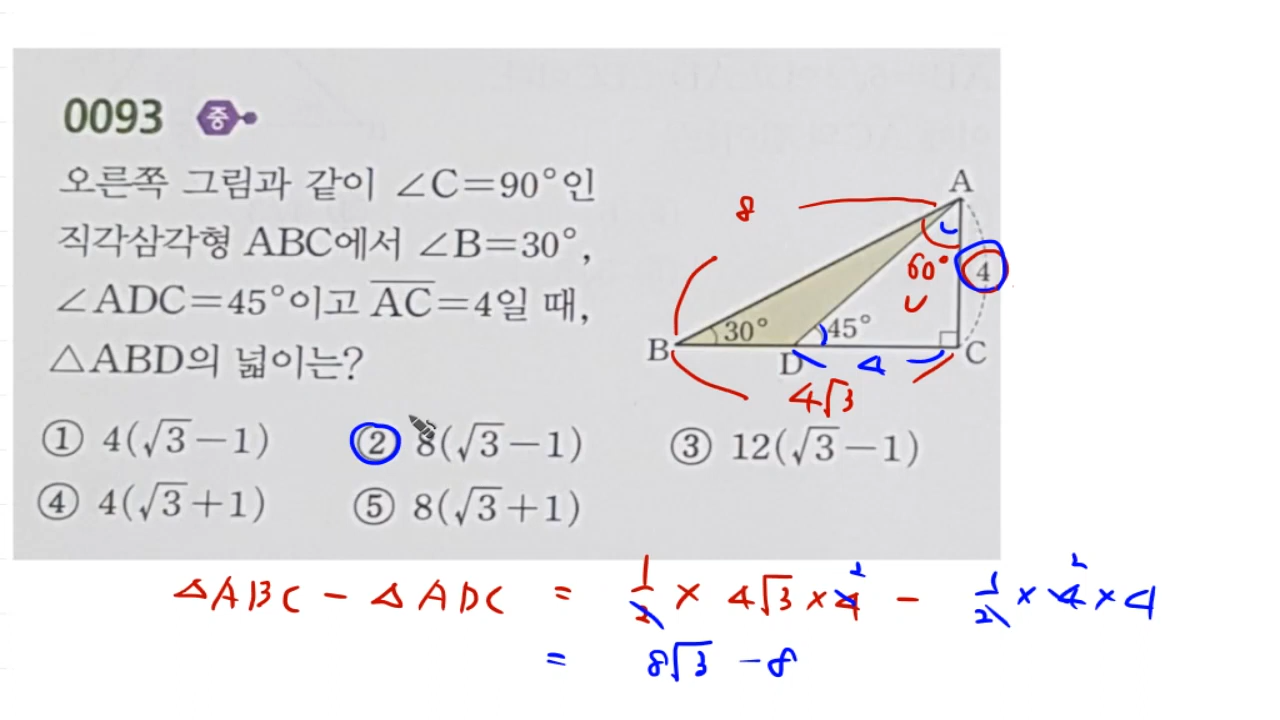 0093 중
오른쪽 그림과 같이 ∠C=90°인
직각삼각형 ABC에서 ∠B=30°,
∠ADC=45°이고 AC=4일 때,
△ABD의 넓이는?
① 4(√3−1) ② 8(√3−1) ③ 12(√3−1)
④ 4(√3+1) ⑤ 8(√3+1)
A
8
60°
4
30°
45°
B
D
4
C
4√3
△ABC − △ADC = 1/2 × 4√3 × 4 2 − 1/2 × 4 2 × 4
= 8√3 − 8